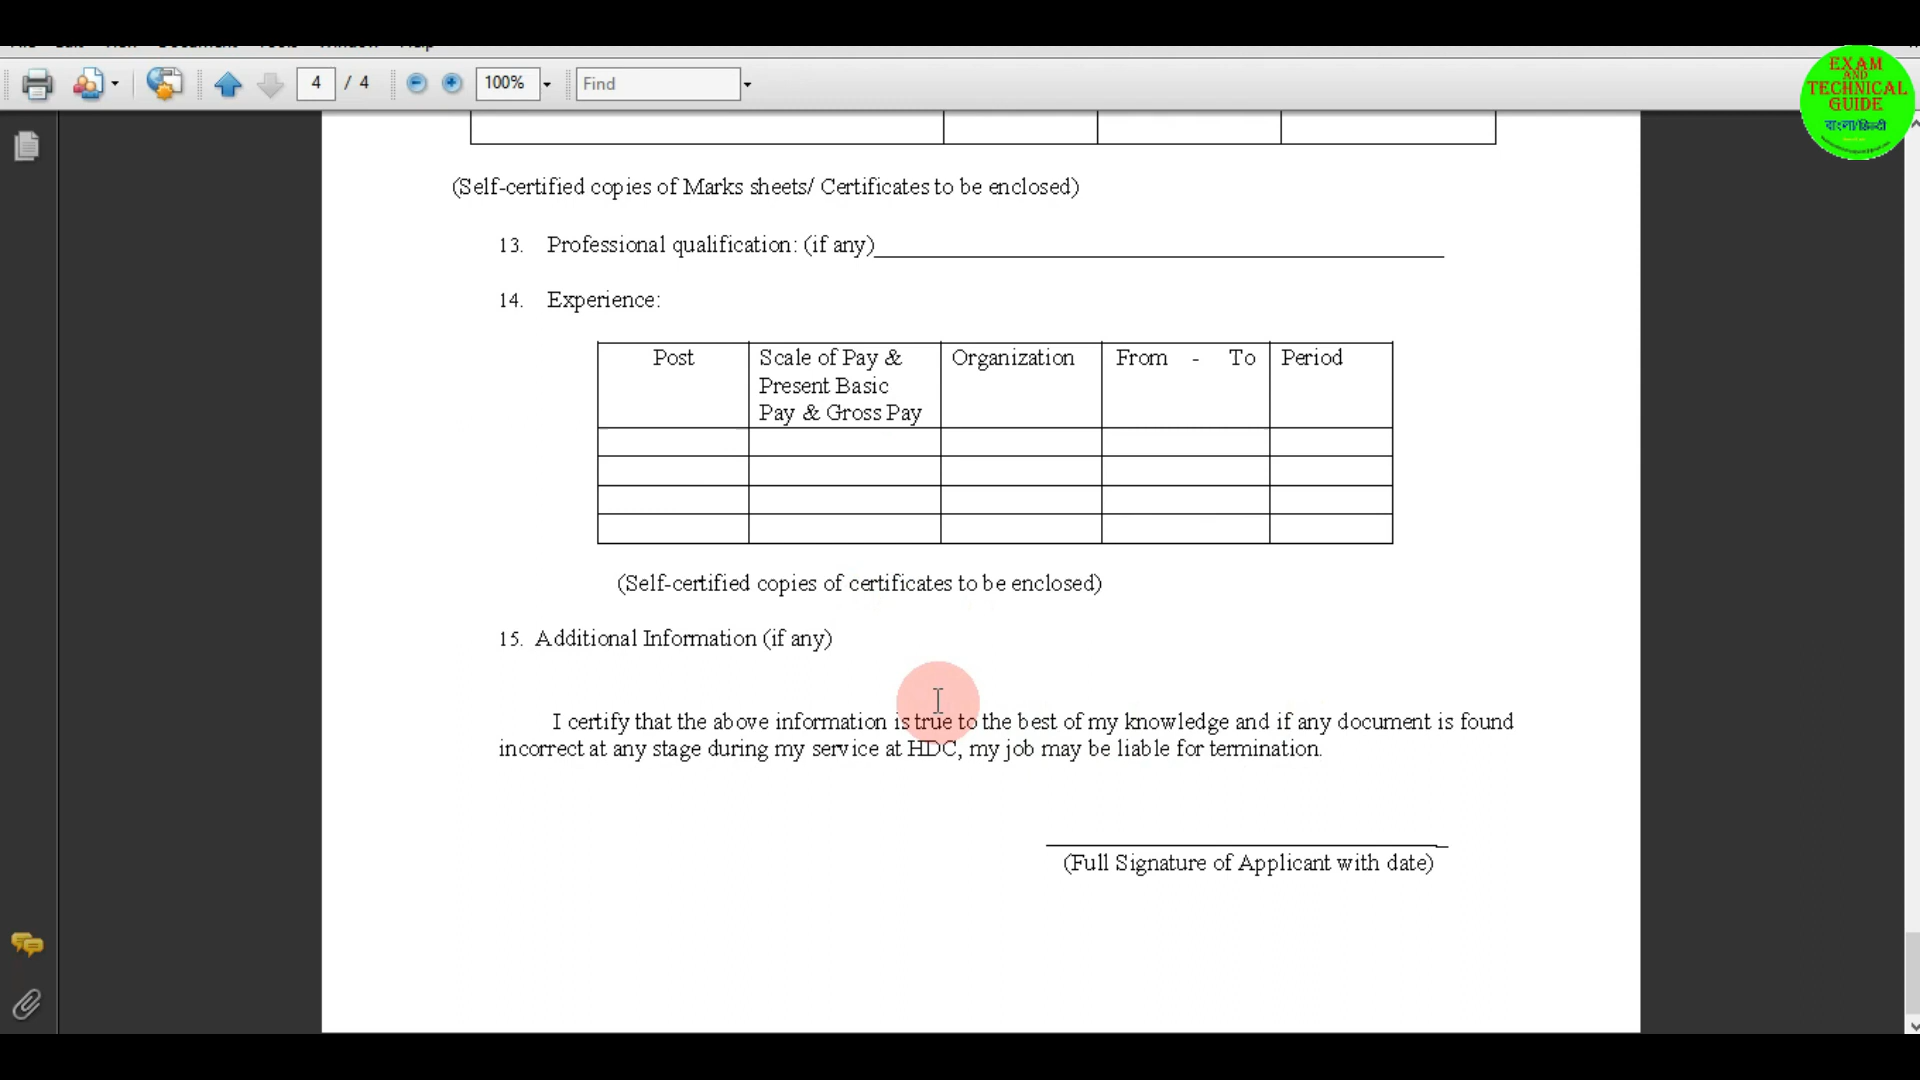 4 / 4
100%
Find
EXAM
AND
TECHNICAL
GUIDE
বাংলা/हिन्दी
(Self-certified copies of Marks sheets/ Certificates to be enclosed)
13. Professional qualification: (if any)
14. Experience:
Post Scale of Pay & Organization From - To Period
Present Basic
Pay & Gross Pay
(Self-certified copies of certificates to be enclosed)
15. Additional Information (if any)
I certify that the above information is true to the best of my knowledge and if any document is found
incorrect at any stage during my service at HDC, my job may be liable for termination.
(Full Signature of Applicant with date)